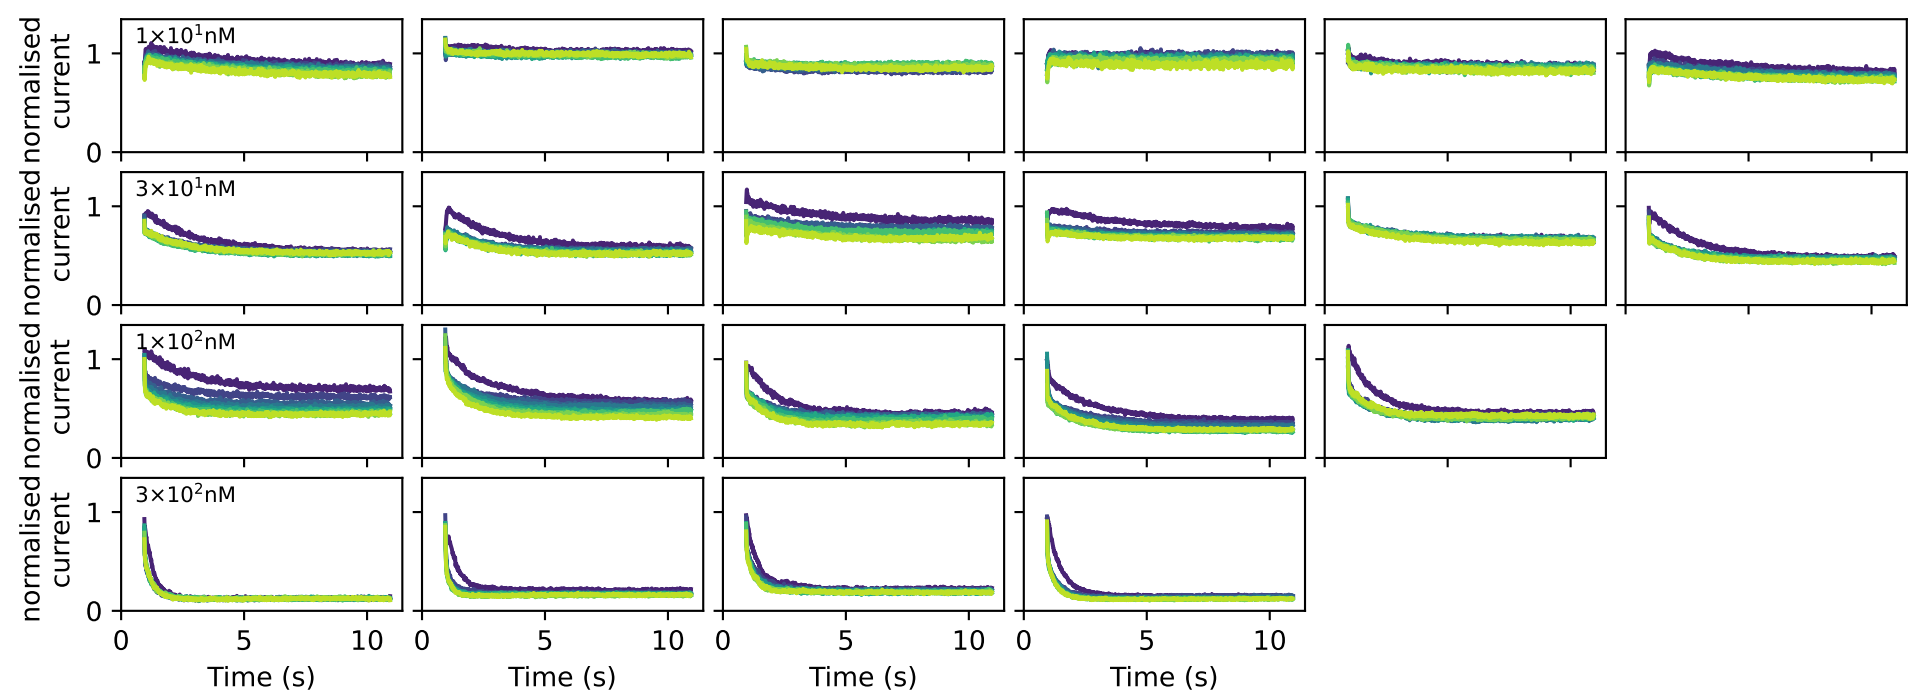 normalised
current
1×10¹nM
1
0
normalised
current
3×10¹nM
1
0
normalised
current
1×10²nM
1
0
normalised
current
3×10²nM
1
0
0 5 10 0 5 10 0 5 10 0 5 10
Time (s) Time (s) Time (s) Time (s)